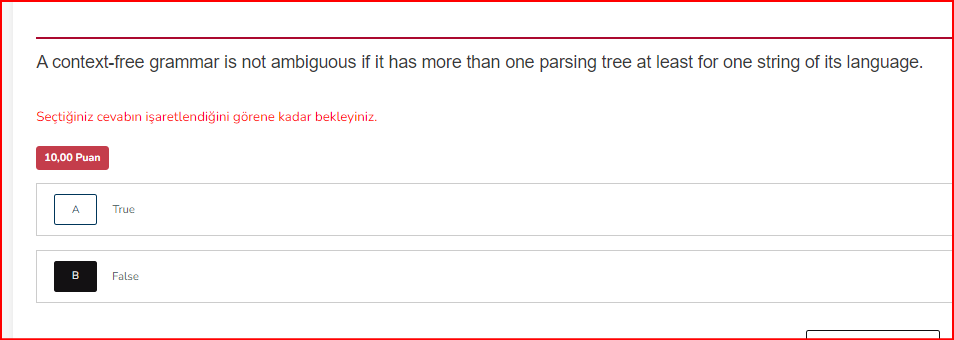 A context-free grammar is not ambiguous if it has more than one parsing tree at least for one string of its language.
Seçtiğiniz cevabın işaretlendiğini görene kadar bekleyiniz.
10,00 Puan
A True
B False